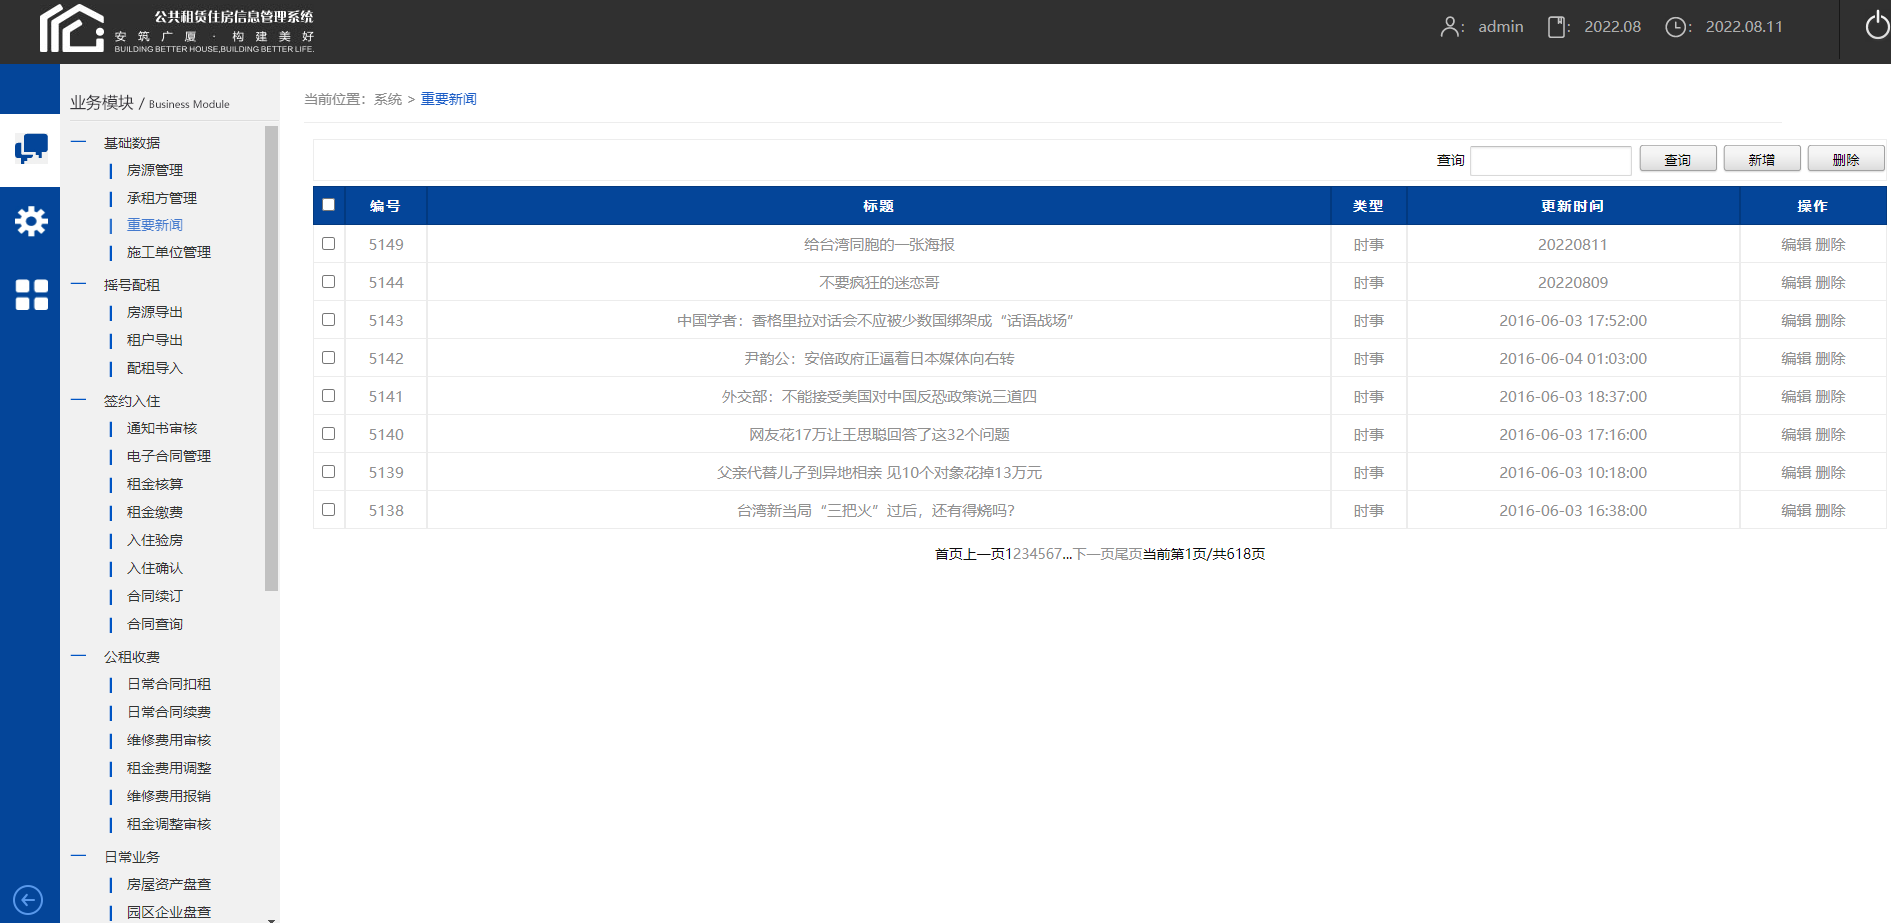 公共租赁住房信息管理系统
安 筑 广 厦 · 构 建 美 好
BUILDING BETTER HOUSE,BUILDING BETTER LIFE.
: admin : 2022.08 : 2022.08.11
业务模块 / Business Module
基础数据
房源管理
承租方管理
重要新闻
施工单位管理
摇号配租
房源导出
租户导出
配租导入
签约入住
通知书审核
电子合同管理
租金核算
租金缴费
入住验房
入住确认
合同续订
合同查询
公租收费
日常合同扣租
日常合同续费
维修费用审核
租金费用调整
维修费用报销
租金调整审核
日常业务
房屋资产盘查
园区企业盘查
当前位置：系统 > 重要新闻
查询 查询 新增 删除
编号 标题 类型 更新时间 操作
5149 给台湾同胞的一张海报 时事 20220811 编辑 删除
5144 不要疯狂的迷恋哥 时事 20220809 编辑 删除
5143 中国学者：香格里拉对话会不应被少数国绑架成“话语战场” 时事 2016-06-03 17:52:00 编辑 删除
5142 尹韵公：安倍政府正逼着日本媒体向右转 时事 2016-06-04 01:03:00 编辑 删除
5141 外交部：不能接受美国对中国反恐政策说三道四 时事 2016-06-03 18:37:00 编辑 删除
5140 网友花17万让王思聪回答了这32个问题 时事 2016-06-03 17:16:00 编辑 删除
5139 父亲代替儿子到异地相亲 见10个对象花掉13万元 时事 2016-06-03 10:18:00 编辑 删除
5138 台湾新当局“三把火”过后，还有得烧吗？ 时事 2016-06-03 16:38:00 编辑 删除
首页上一页1234567...下一页尾页当前第1页/共618页